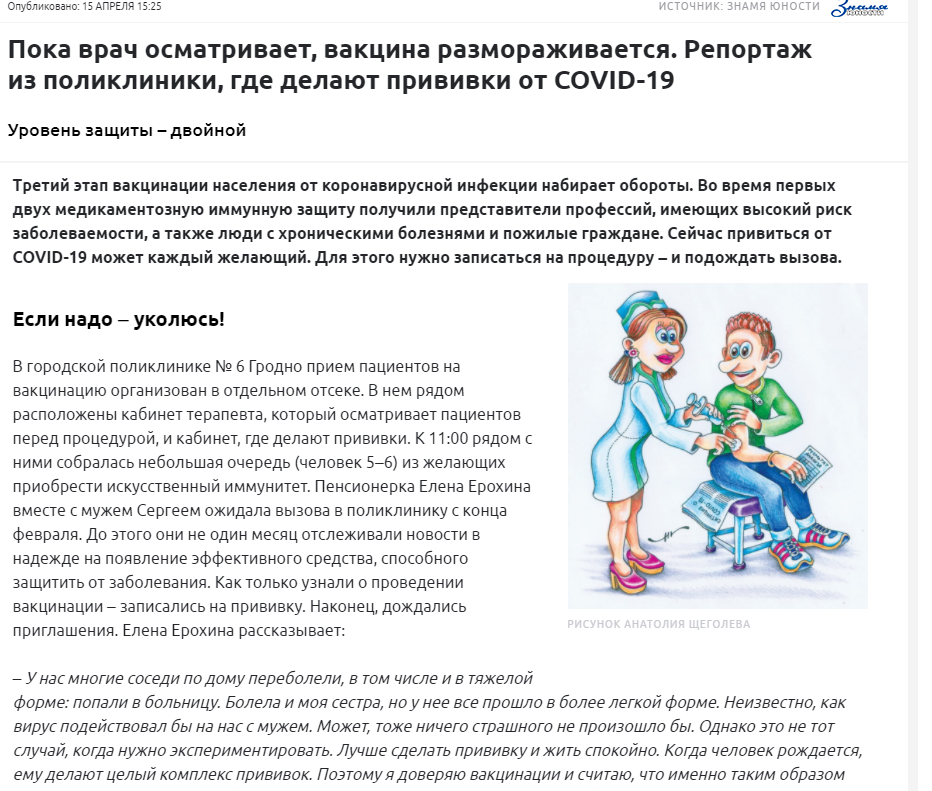 Опубликовано: 15 АПРЕЛЯ 15:25
ИСТОЧНИК: ЗНАМЯ ЮНОСТИ
Знамя
ЮНОСТИ
Пока врач осматривает, вакцина размораживается. Репортаж
из поликлиники, где делают прививки от COVID-19
Уровень защиты – двойной
Третий этап вакцинации населения от коронавирусной инфекции набирает обороты. Во время первых
двух медикаментозную иммунную защиту получили представители профессий, имеющих высокий риск
заболеваемости, а также люди с хроническими болезнями и пожилые граждане. Сейчас привиться от
COVID-19 может каждый желающий. Для этого нужно записаться на процедуру – и подождать вызова.
Если надо – уколюсь!
В городской поликлинике № 6 Гродно прием пациентов на
вакцинацию организован в отдельном отсеке. В нем рядом
расположены кабинет терапевта, который осматривает пациентов
перед процедурой, и кабинет, где делают прививки. К 11:00 рядом с
ними собралась небольшая очередь (человек 5–6) из желающих
приобрести искусственный иммунитет. Пенсионерка Елена Ерохина
вместе с мужем Сергеем ожидала вызова в поликлинику с конца
февраля. До этого они не один месяц отслеживали новости в
надежде на появление эффективного средства, способного
защитить от заболевания. Как только узнали о проведении
вакцинации – записались на прививку. Наконец, дождались
приглашения. Елена Ерохина рассказывает:
РИСУНОК АНАТОЛИЯ ЩЕГОЛЕВА
– У нас многие соседи по дому переболели, в том числе и в тяжелой
форме: попали в больницу. Болела и моя сестра, но у нее все прошло в более легкой форме. Неизвестно, как
вирус подействовал бы на нас с мужем. Может, тоже ничего страшного не произошло бы. Однако это не тот
случай, когда нужно экспериментировать. Лучше сделать прививку и жить спокойно. Когда человек рождается,
ему делают целый комплекс прививок. Поэтому я доверяю вакцинации и считаю, что именно таким образом